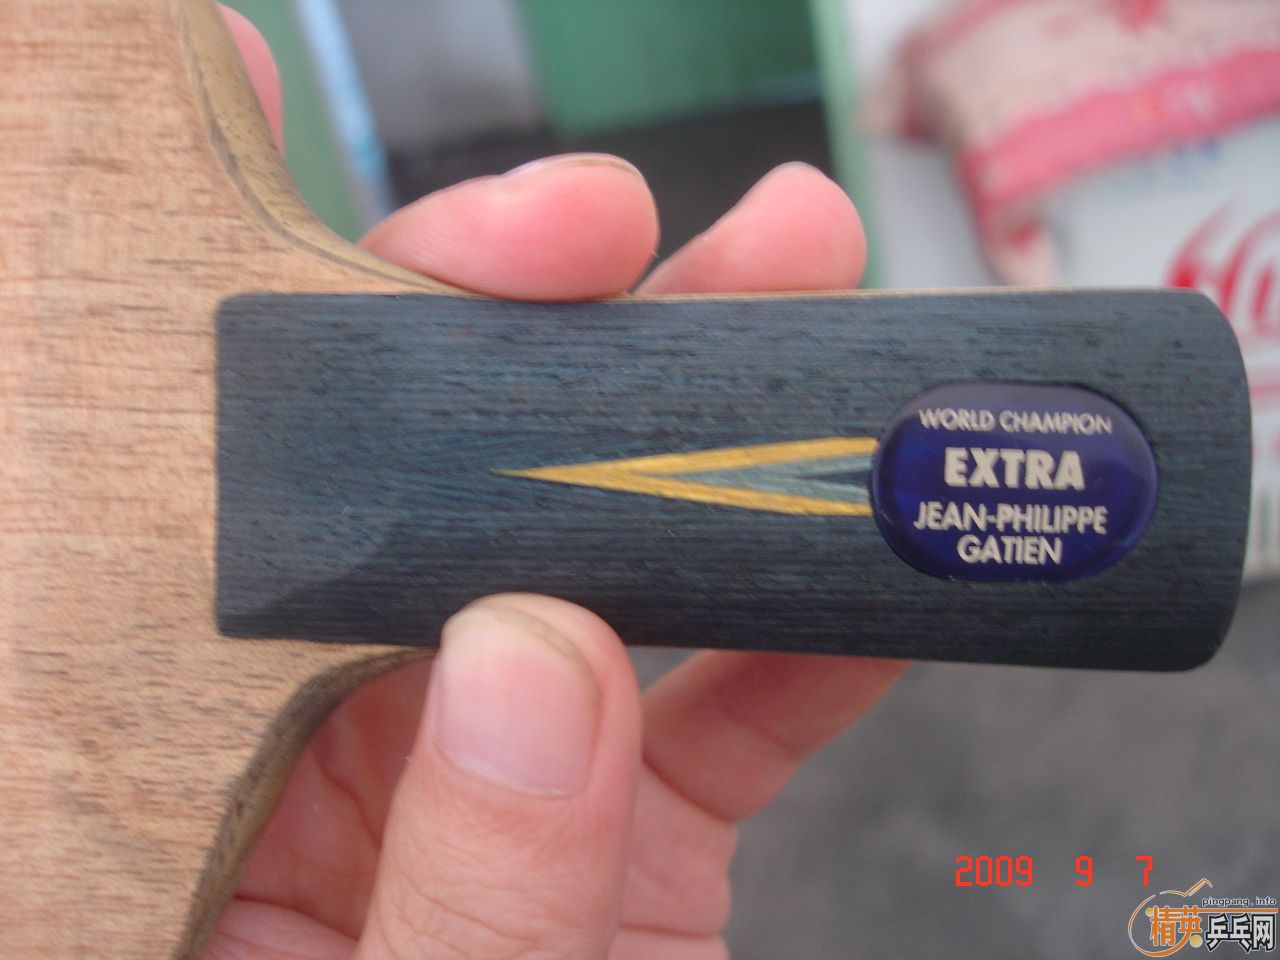 WORLD CHAMPION
EXTRA
JEAN-PHILIPPE
GATIEN
2009 9 7
pingpang.info
精英乒乓网